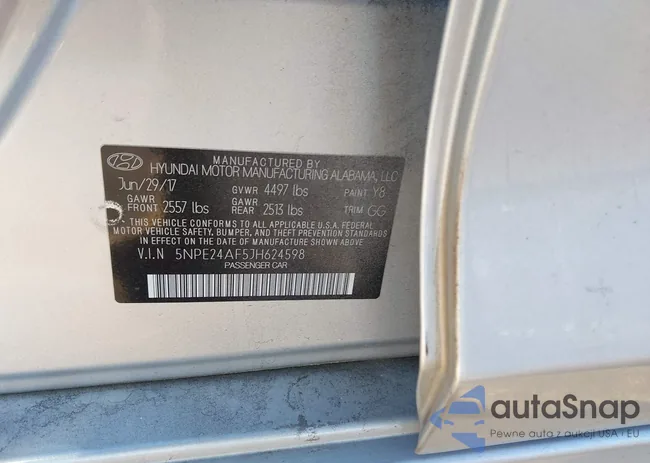 MANUFACTURED BY
HYUNDAI MOTOR MANUFACTURING ALABAMA, LLC
Jun/29/17 GVWR 4497 lbs PAINT Y8
GAWR FRONT 2557 lbs GAWR REAR 2513 lbs TRIM GG
THIS VEHICLE CONFORMS TO ALL APPLICABLE U.S.A. FEDERAL
MOTOR VEHICLE SAFETY, BUMPER, AND THEFT PREVENTION STANDARDS
IN EFFECT ON THE DATE OF MANUFACTURE SHOWN ABOVE.
V.I.N 5NPE24AF5JH624598
PASSENGER CAR
autaSnap
Pewne auta z aukcji USA i EU